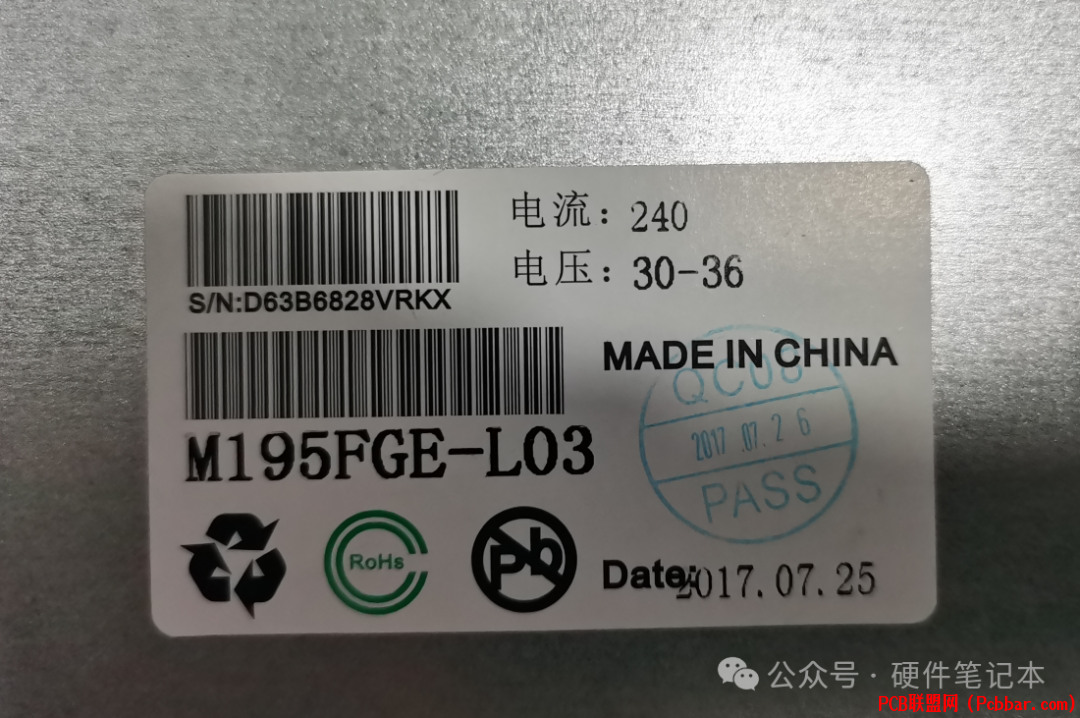 电流：240
电压：30-36
S/N:D63B6828VRKX
MADE IN CHINA
QC08
2017.07.26
PASS
M195FGE-L03
RoHs
Pb
Date:2017.07.25
公众号·硬件笔记本
PCB联盟网（Pcbbar.com）